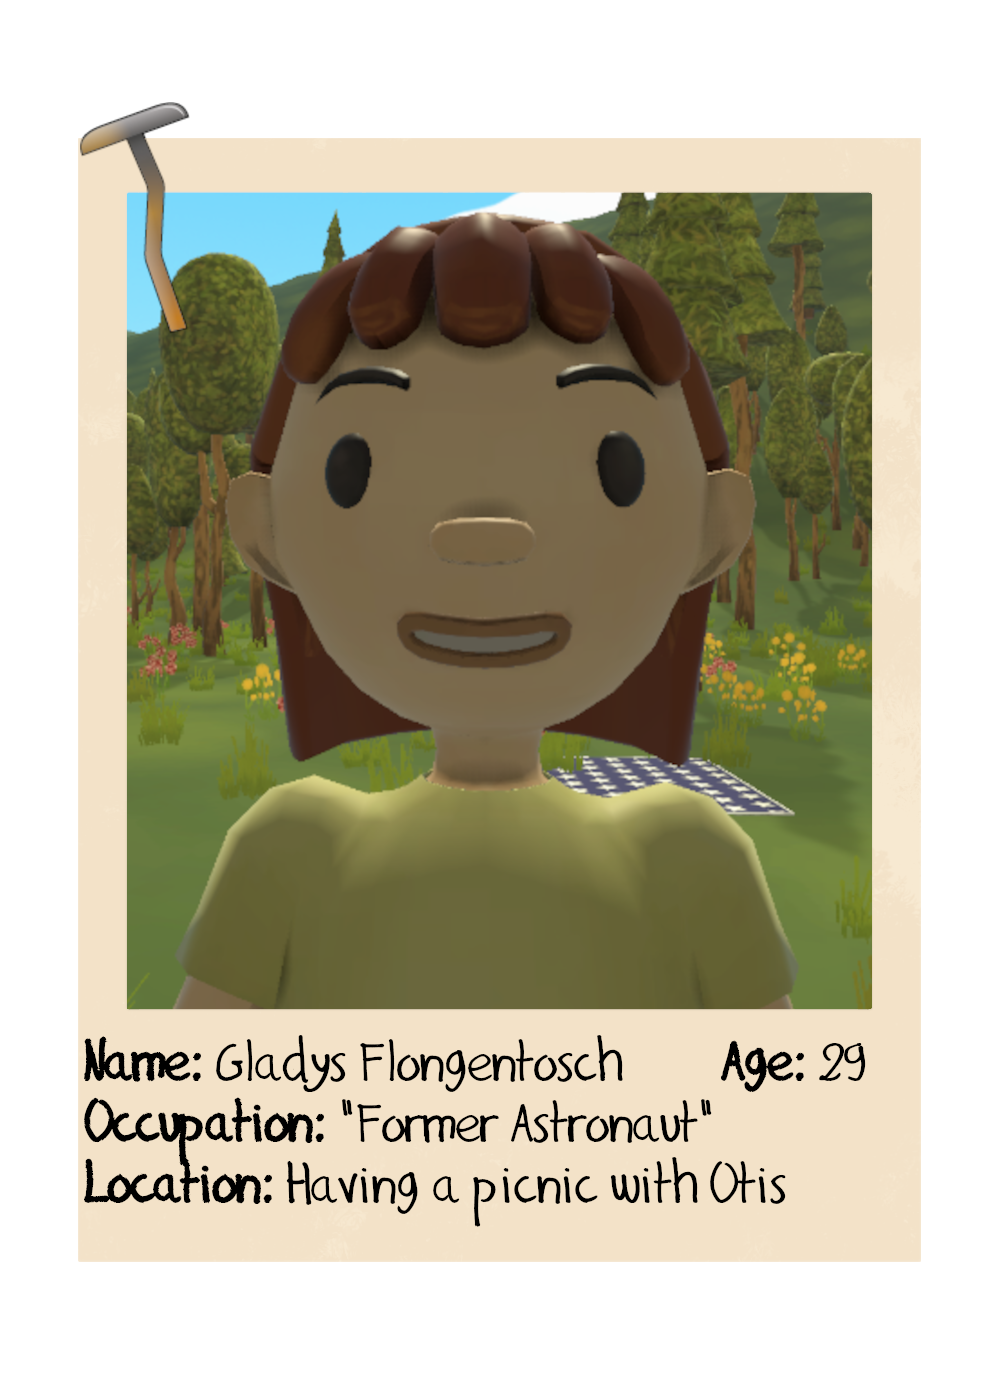 Name: Gladys Flongentosch Age: 29
Occupation: "Former Astronaut"
Location: Having a picnic with Otis